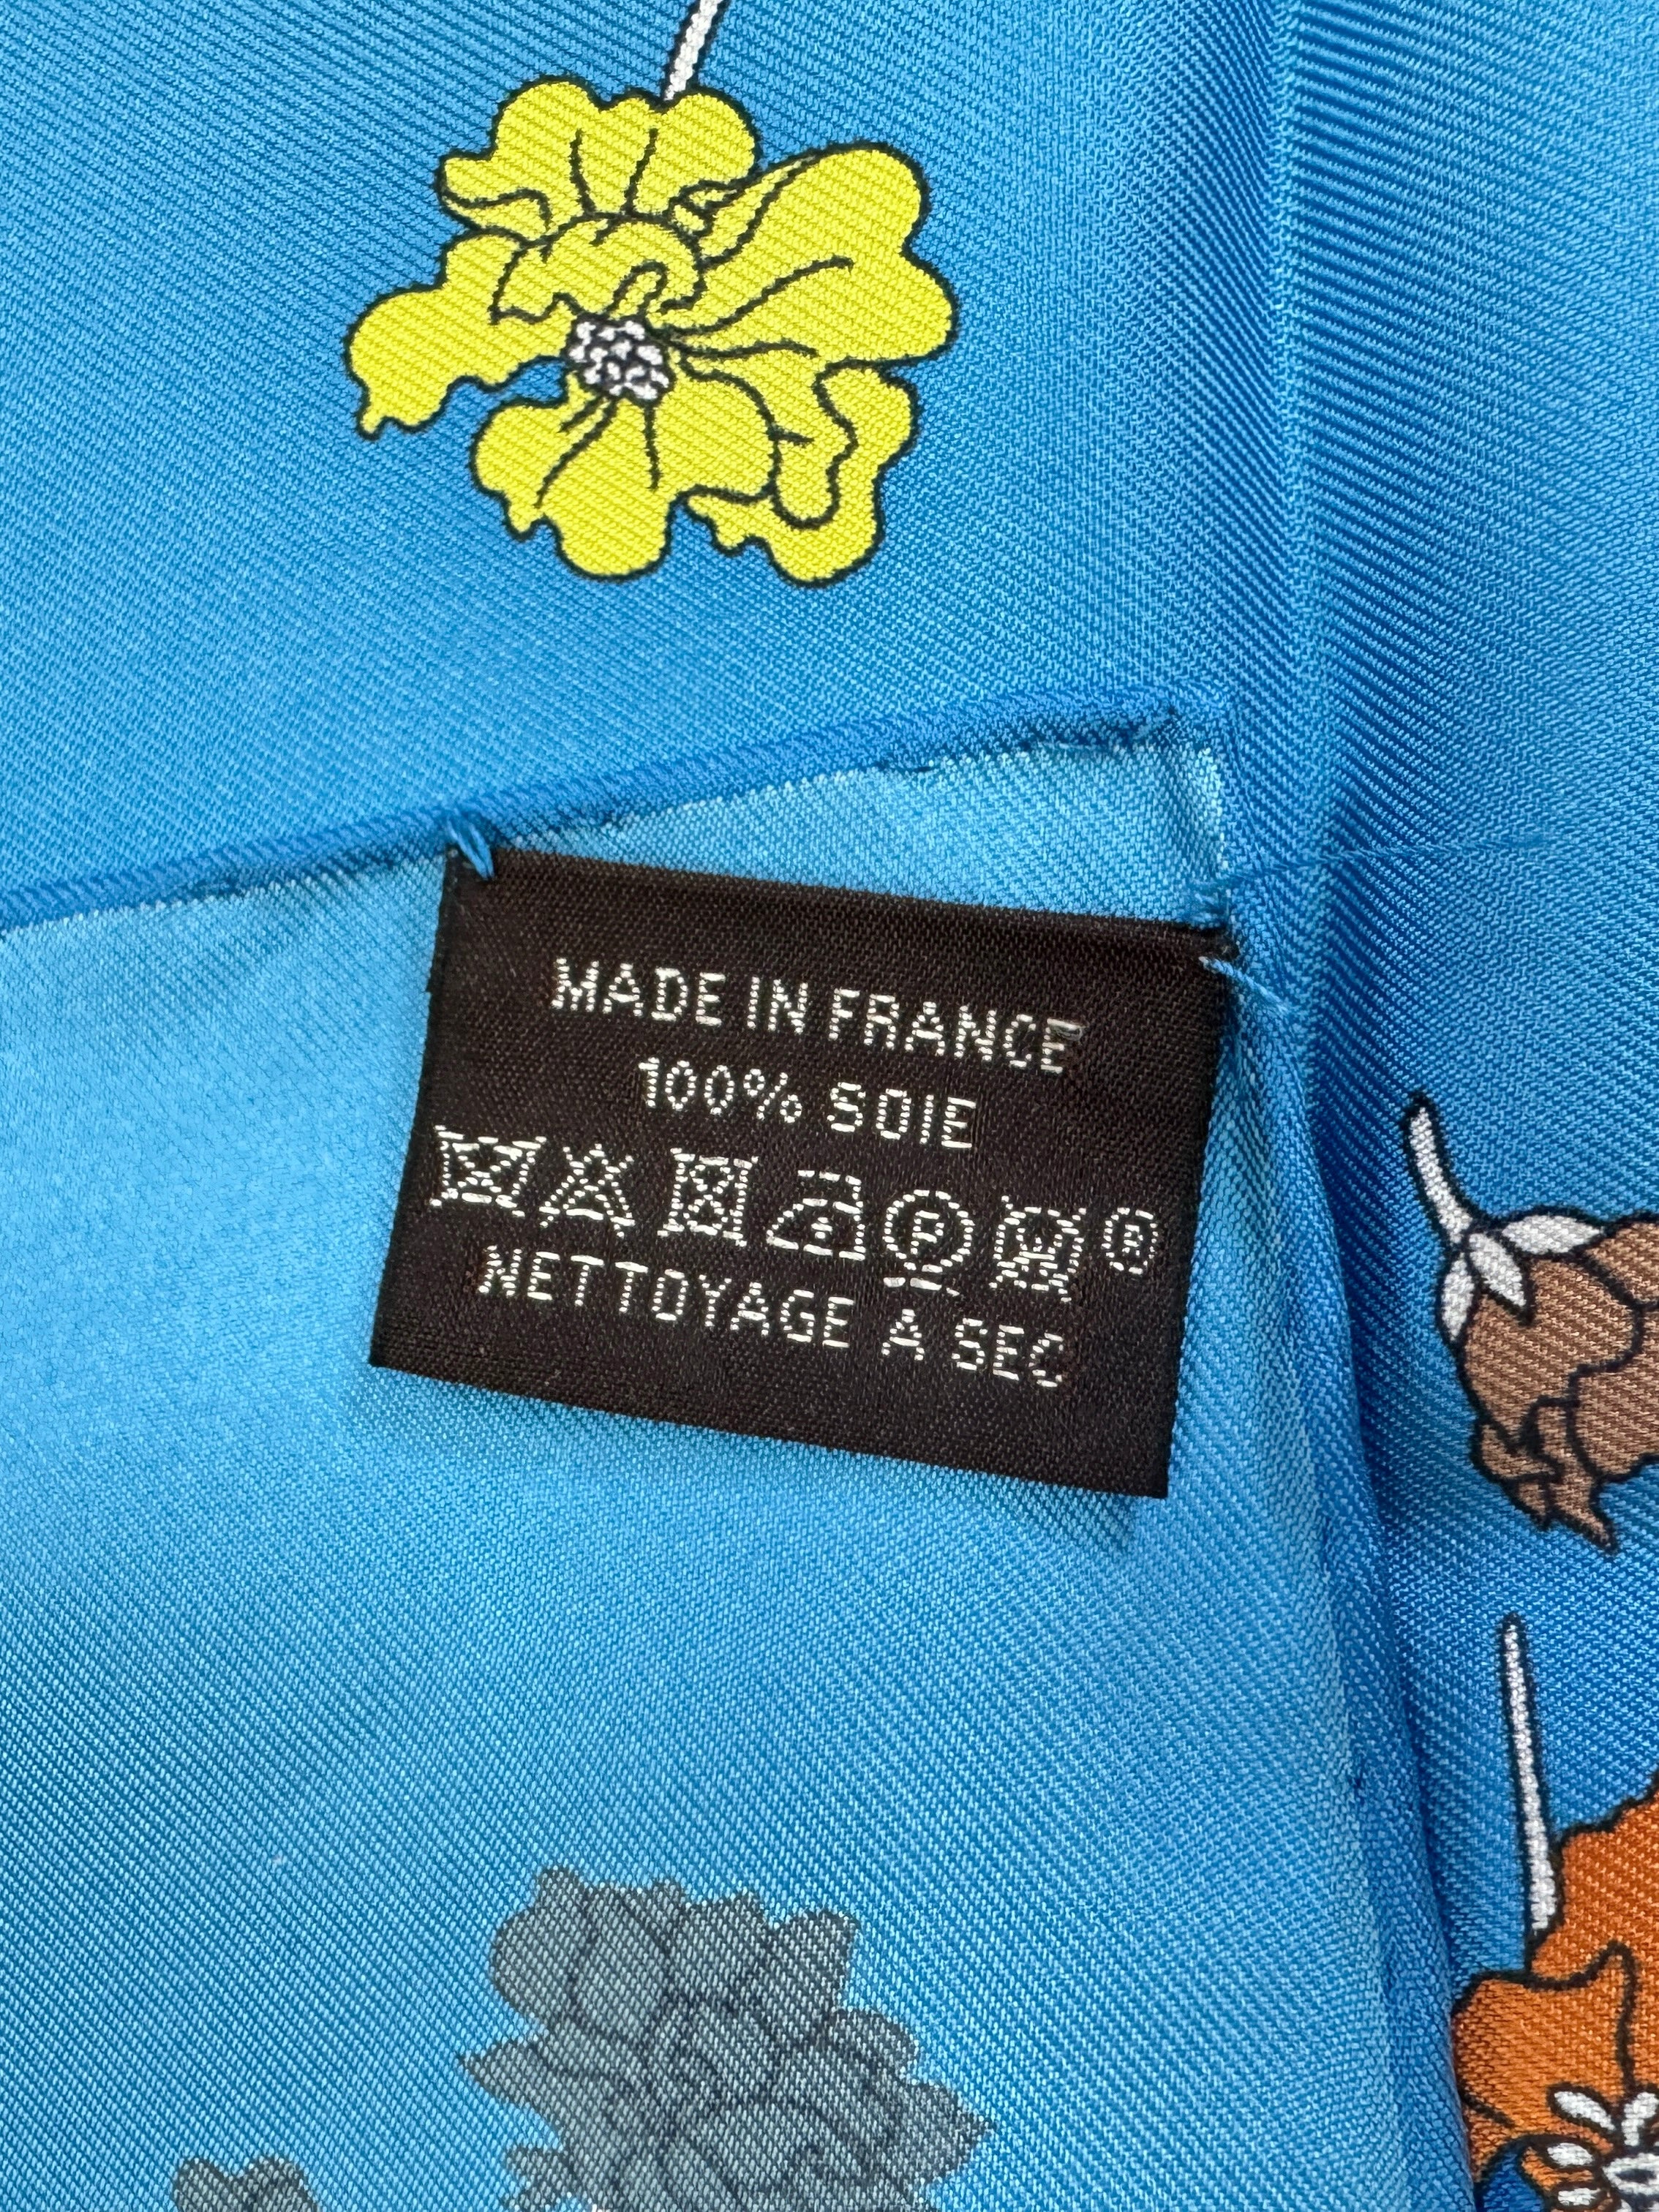 MADE IN FRANCE
100% SOIE
P ®
NETTOYAGE A SEC